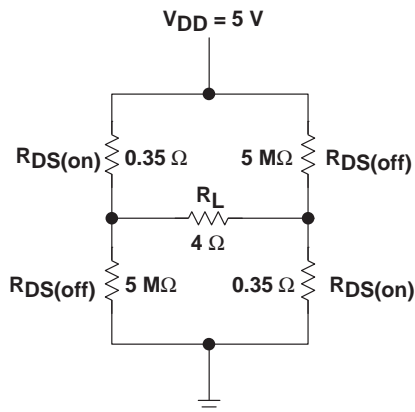 VDD = 5 V
RDS(on) 0.35 Ω
5 MΩ RDS(off)
RL
4 Ω
RDS(off) 5 MΩ
0.35 Ω RDS(on)